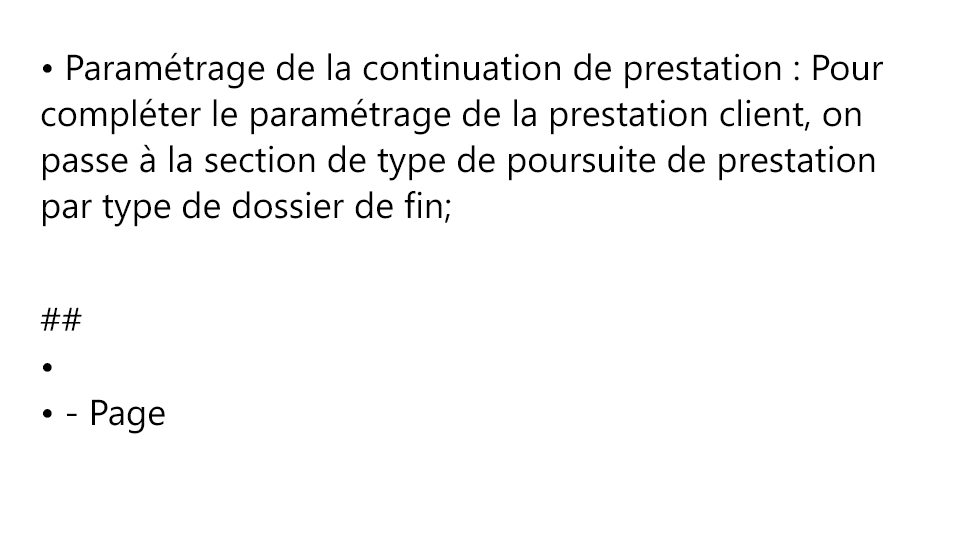 • Paramétrage de la continuation de prestation : Pour
compléter le paramétrage de la prestation client, on
passe à la section de type de poursuite de prestation
par type de dossier de fin;
##
•
• - Page